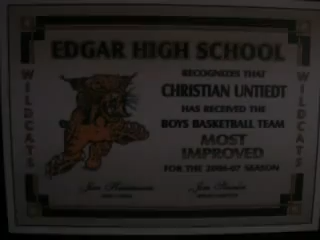 EDGAR HIGH SCHOOL
RECOGNIZES THAT
CHRISTIAN UNTIEDT
HAS RECEIVED THE
BOYS BASKETBALL TEAM
MOST
IMPROVED
FOR THE 2006-07 SEASON
WILDCATS
WILDCATS